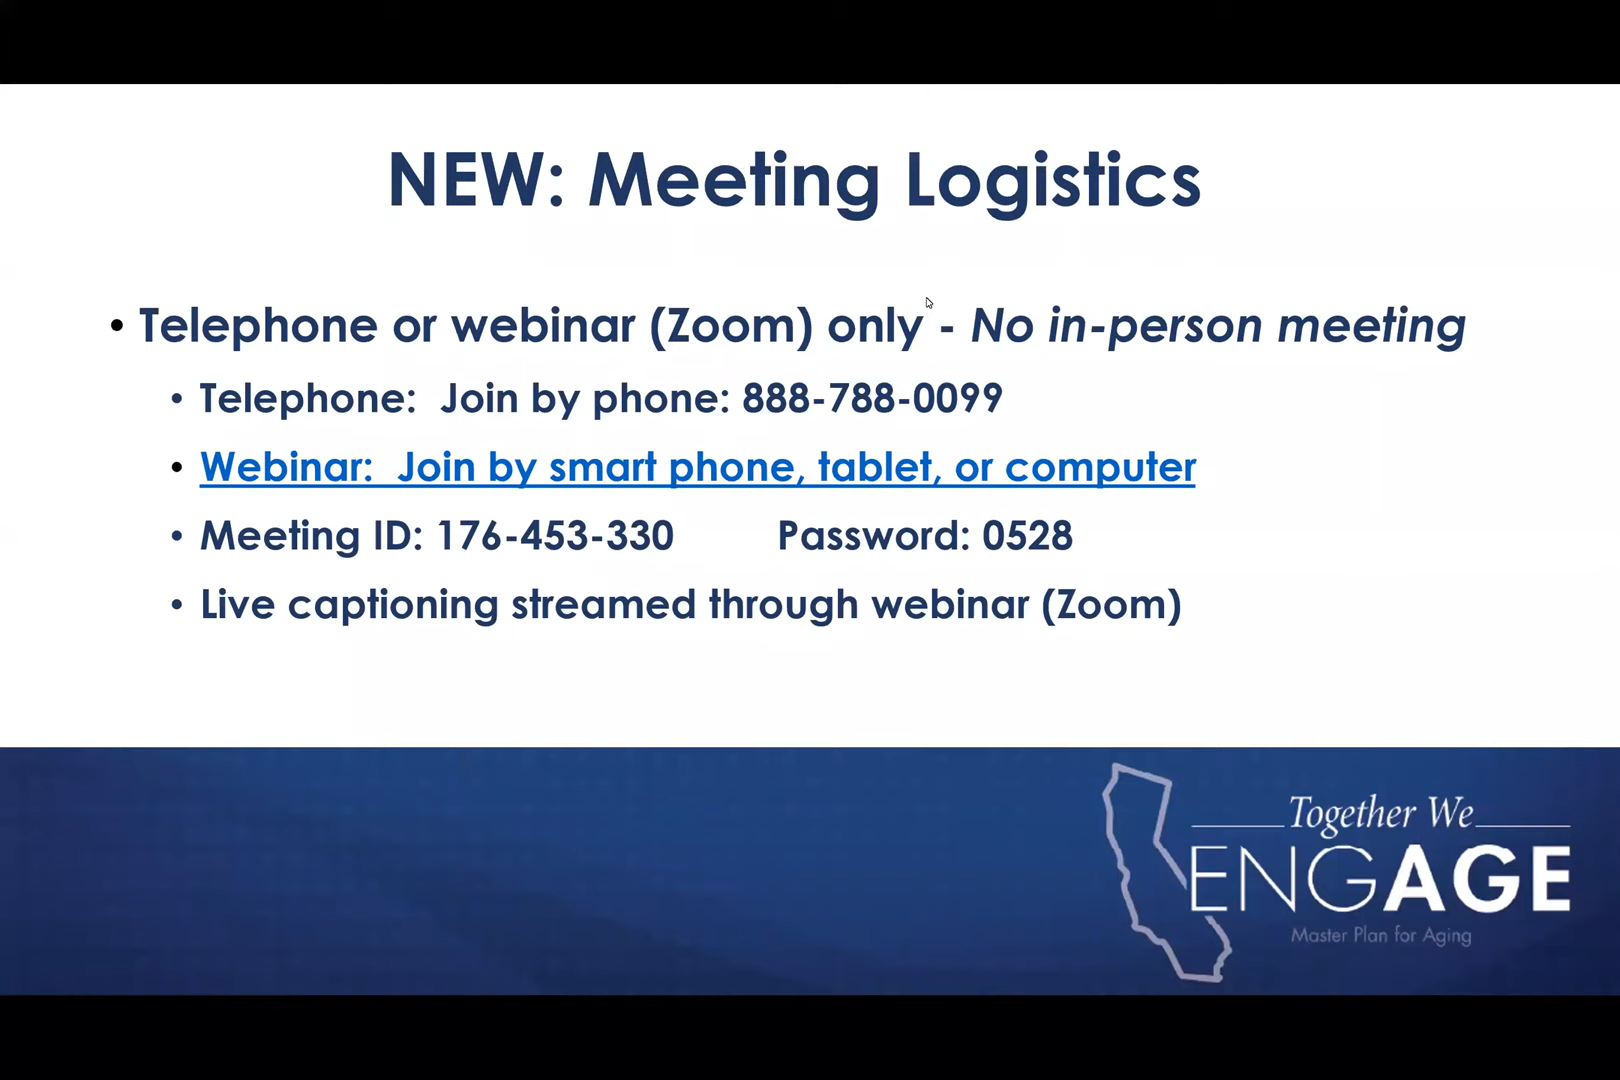 NEW: Meeting Logistics
• Telephone or webinar (Zoom) only - No in-person meeting
• Telephone:  Join by phone: 888-788-0099
• Webinar:  Join by smart phone, tablet, or computer
• Meeting ID: 176-453-330        Password: 0528
• Live captioning streamed through webinar (Zoom)
Together We
ENGAGE
Master Plan for Aging